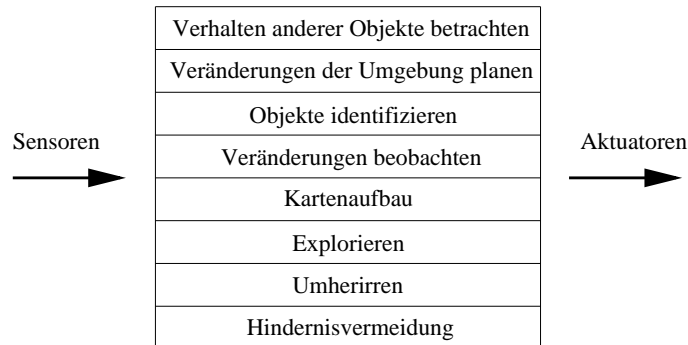 Verhalten anderer Objekte betrachten
Veränderungen der Umgebung planen
Objekte identifizieren
Sensoren
Aktuatoren
Veränderungen beobachten
Kartenaufbau
Explorieren
Umherirren
Hindernisvermeidung